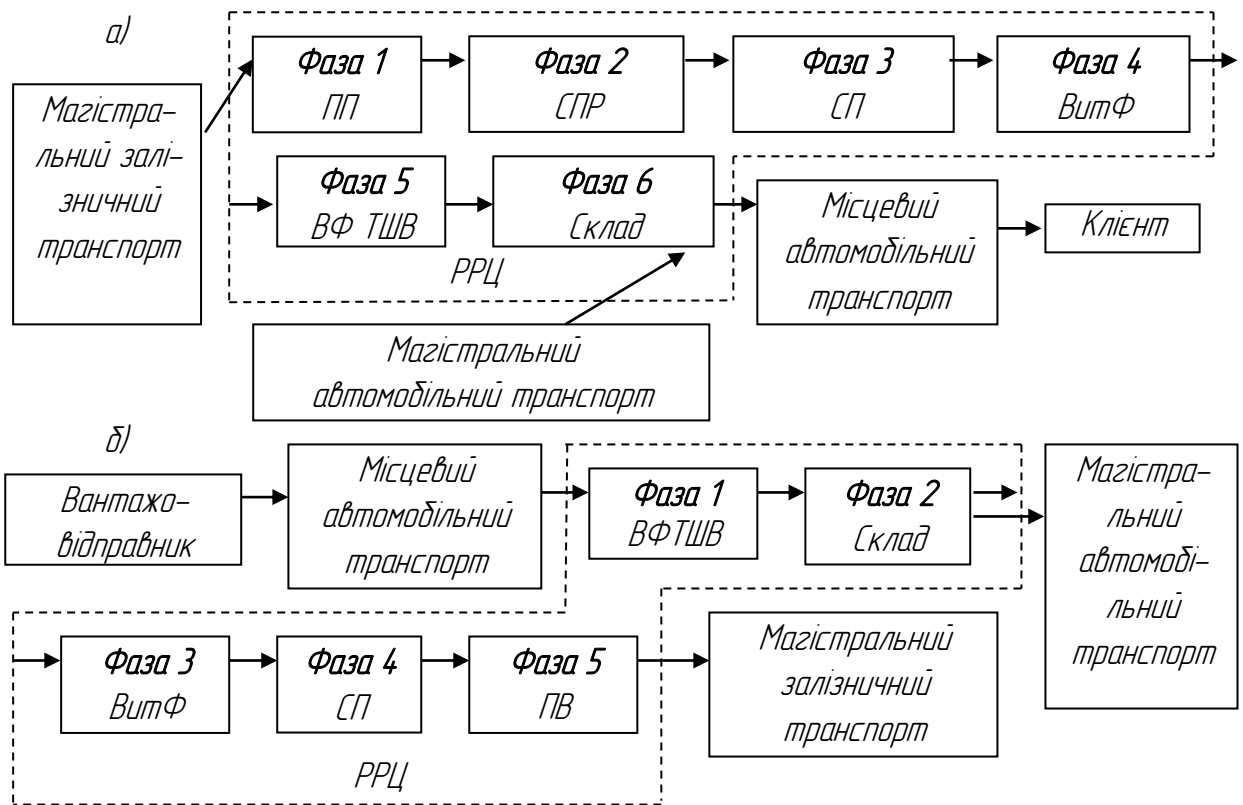 а)
Магістра-
льний залі-
зничний
транспорт
Фаза 1
ПП
Фаза 2
СПР
Фаза 3
СП
Фаза 4
ВитФ
Фаза 5
ВФ ТШВ
Фаза 6
Склад
РРЦ
Місцевий
автомобільний
транспорт
Клієнт
Магістральний
автомобільний транспорт
б)
Вантажо-
відправник
Місцевий
автомобільний
транспорт
Фаза 1
ВФТШВ
Фаза 2
Склад
Магістра-
льний
автомобі-
льний
транспорт
Фаза 3
ВитФ
Фаза 4
СП
Фаза 5
ПВ
Магістральний
залізничний
транспорт
РРЦ